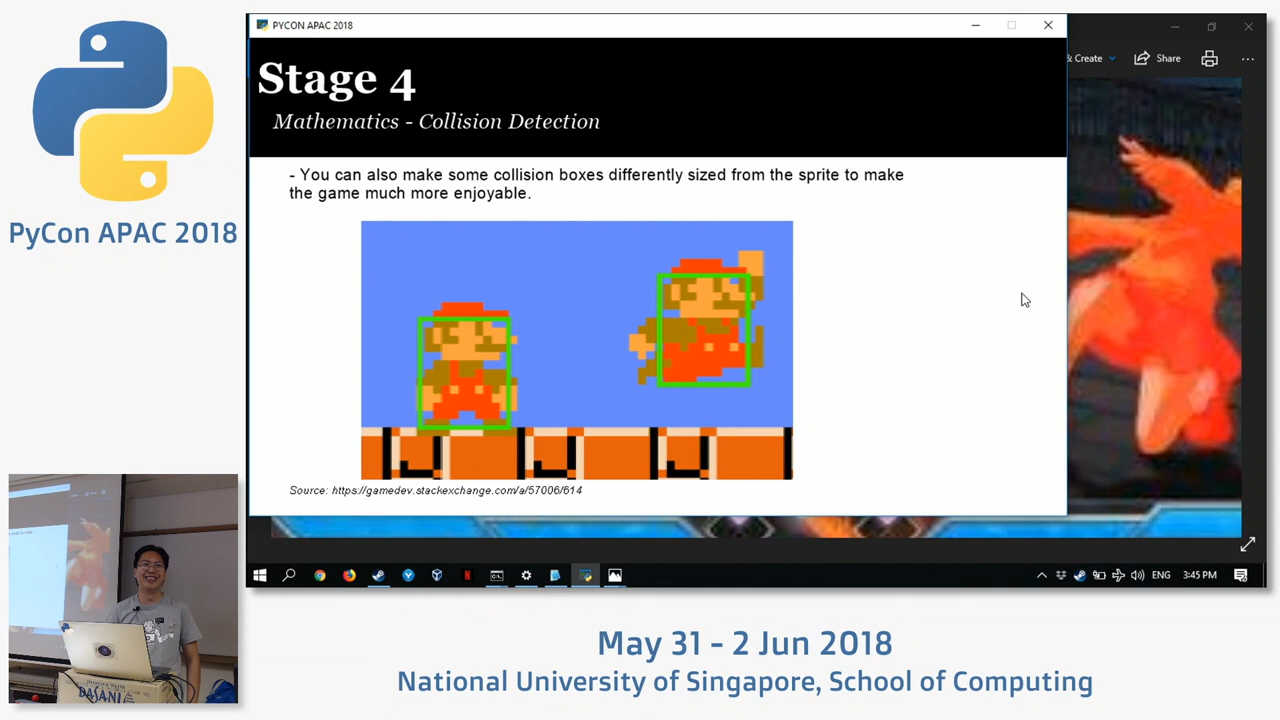 PYCON APAC 2018
Stage 4
Mathematics - Collision Detection
- You can also make some collision boxes differently sized from the sprite to make
the game much more enjoyable.
Source: https://gamedev.stackexchange.com/a/57006/614
& Create
Share
ENG
3:45 PM
PyCon APAC 2018
DASANI
May 31 - 2 Jun 2018
National University of Singapore, School of Computing